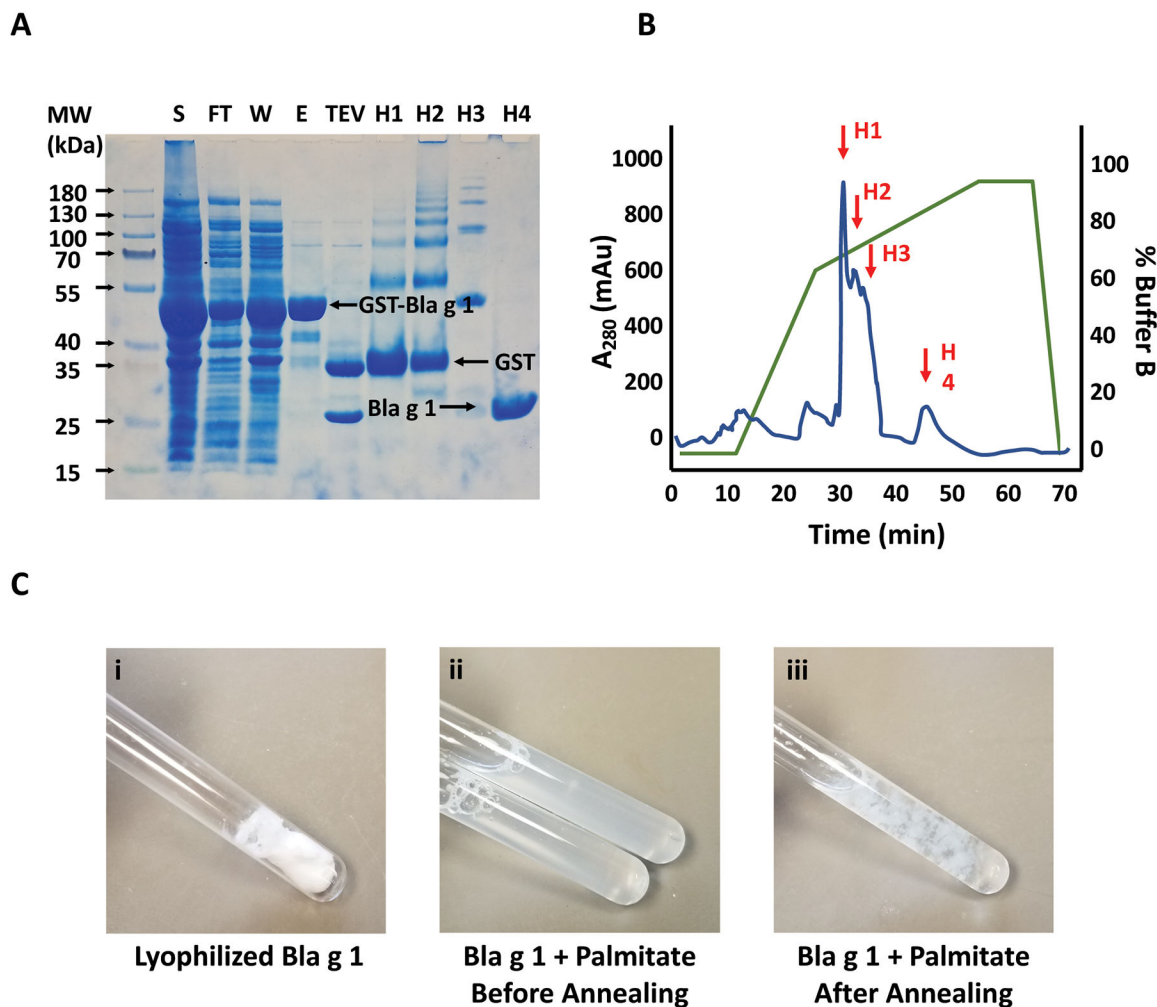 A
MW
(kDa)
S FT W E TEV H1 H2 H3 H4
180
130
100
70
55
40
35
25
15
GST-Bla g 1
GST
Bla g 1
B
H1
H2
H3
H
4
A280 (mAu)
1000
800
600
400
200
0
100
80
60
40
20
0
% Buffer B
0 10 20 30 40 50 60 70
Time (min)
C
i
ii
iii
Lyophilized Bla g 1
Bla g 1 + Palmitate
Before Annealing
Bla g 1 + Palmitate
After Annealing